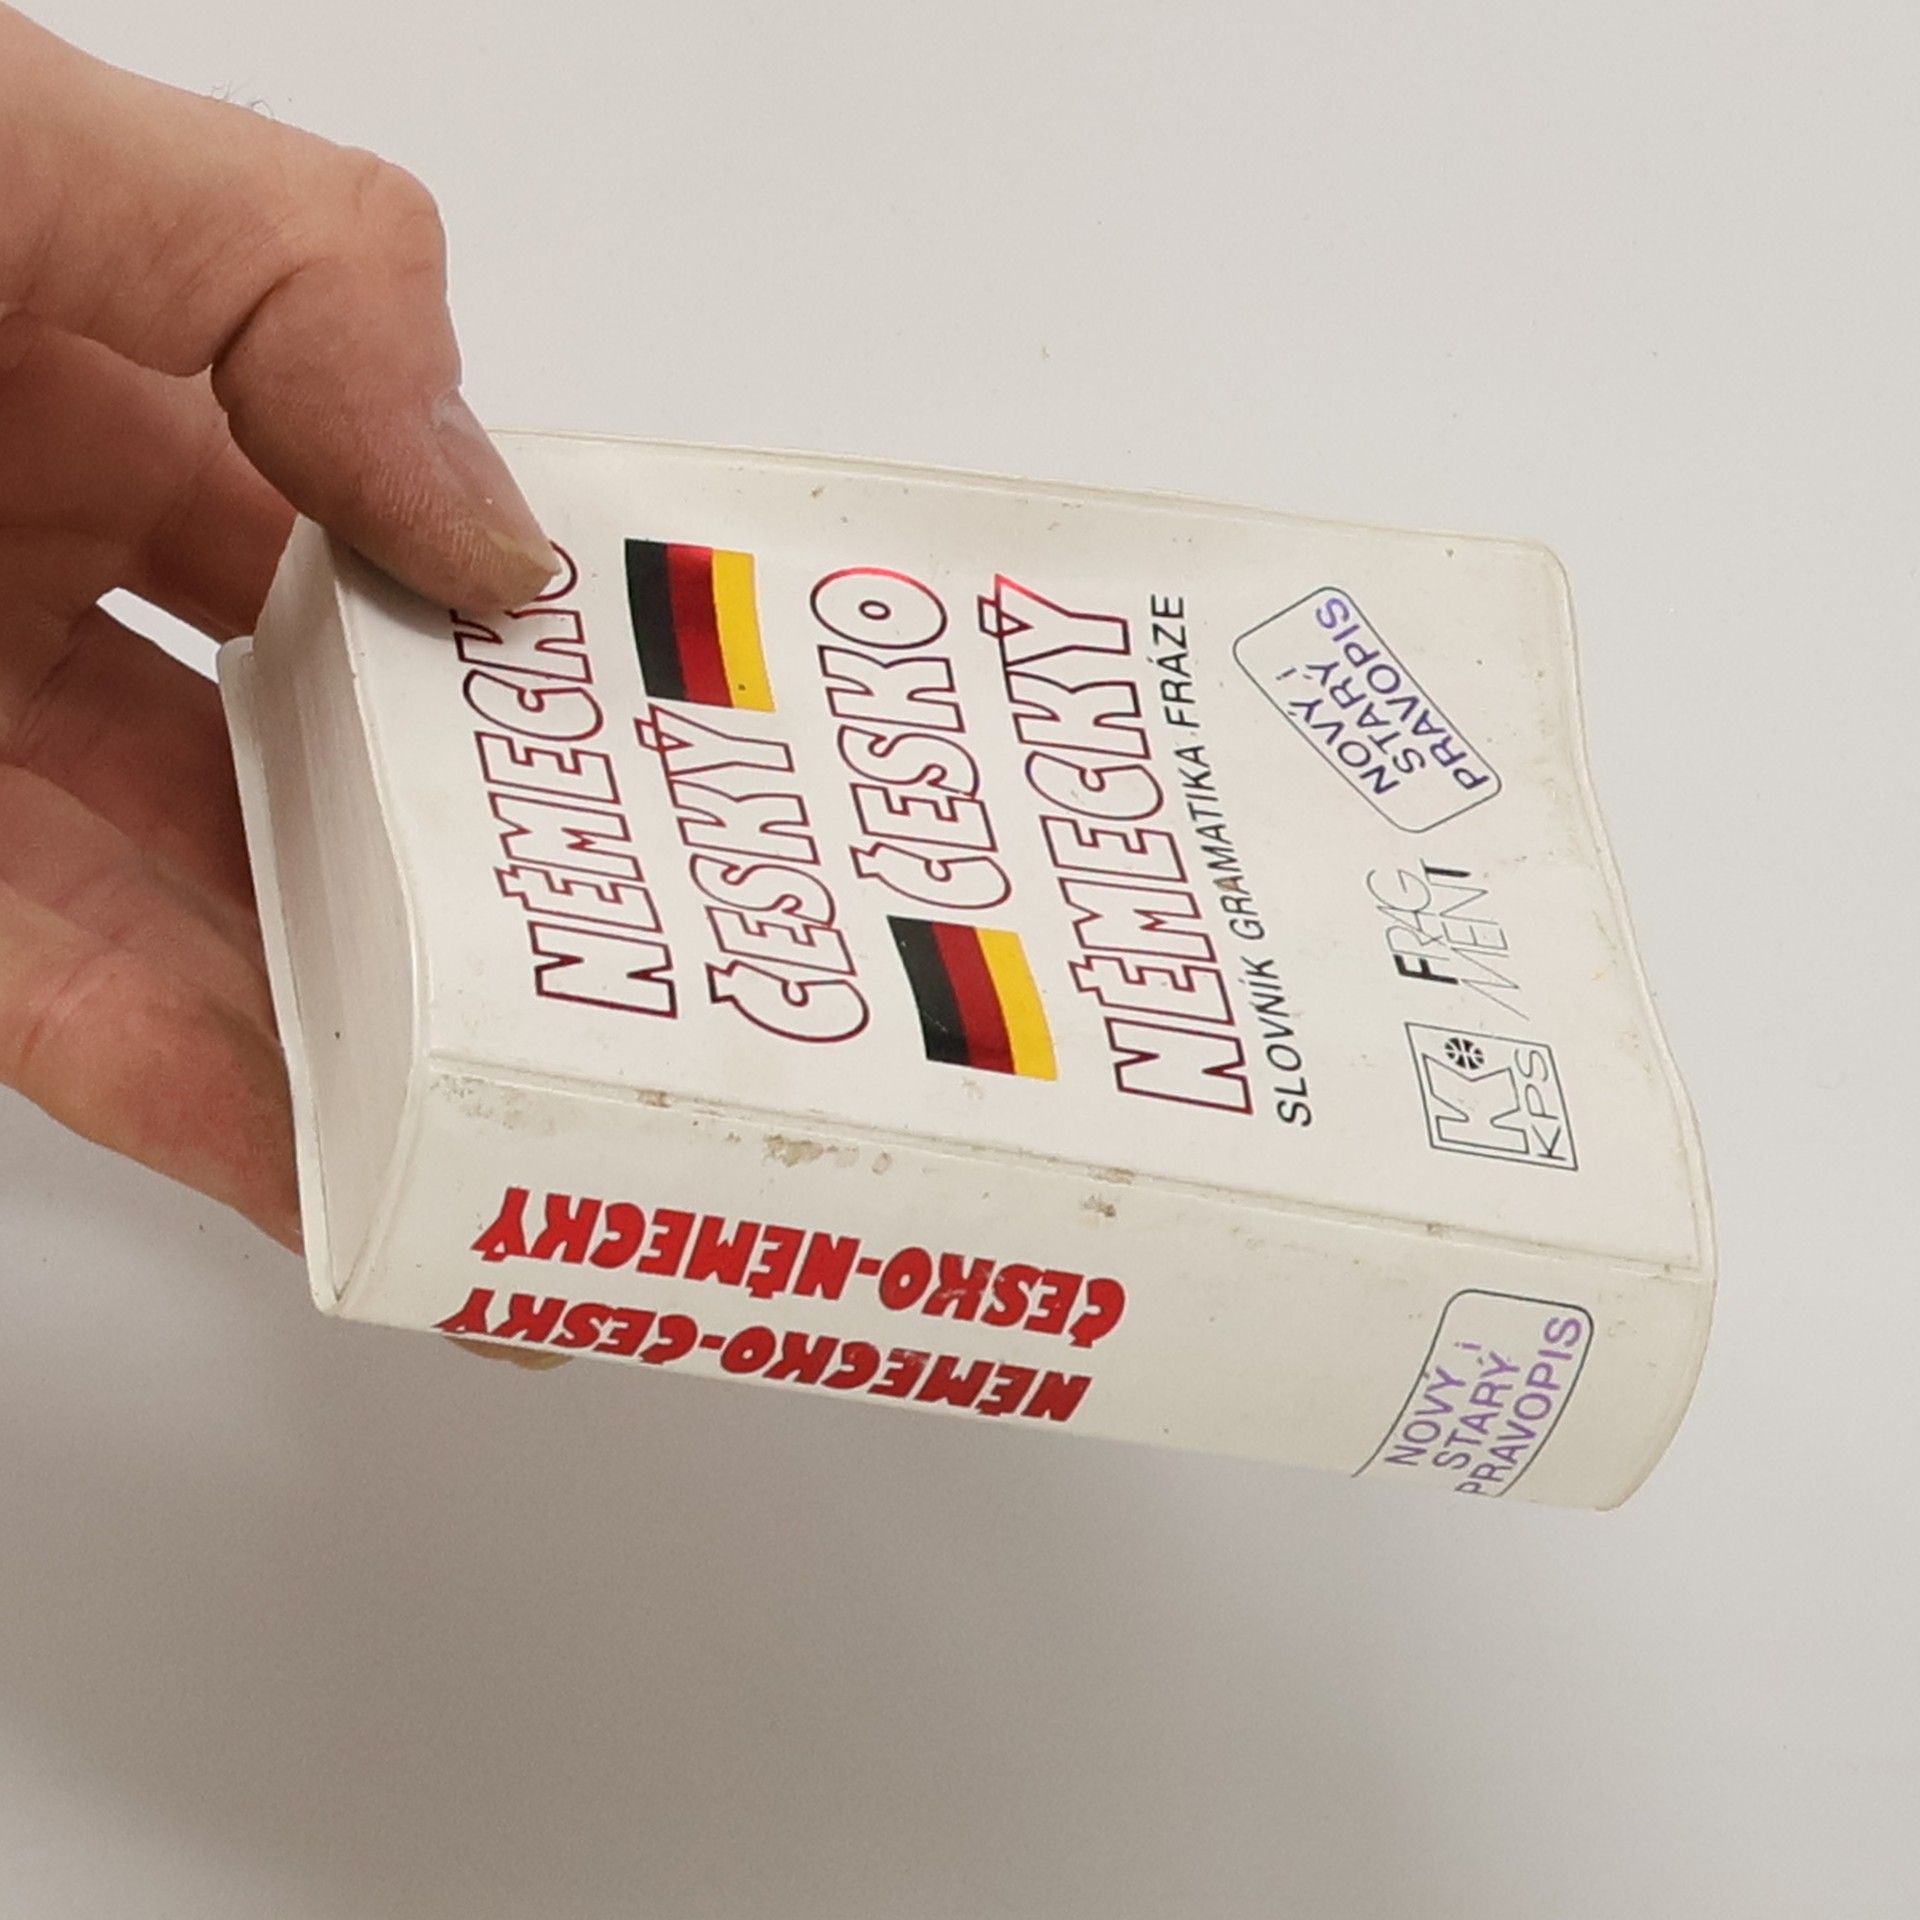 NĚMECKO
ČESKÝ
ČESKO
NĚMECKÝ
SLOVNÍK GRAMATIKA FRÁZE
NOVÝ i
STARÝ
PRAVOPIS
FRAG
MENT
K
KPS
ČESKO-NĚMECKÝ
NĚMECKO-ČESKÝ
NOVÝ i
STARÝ
PRAVOPIS